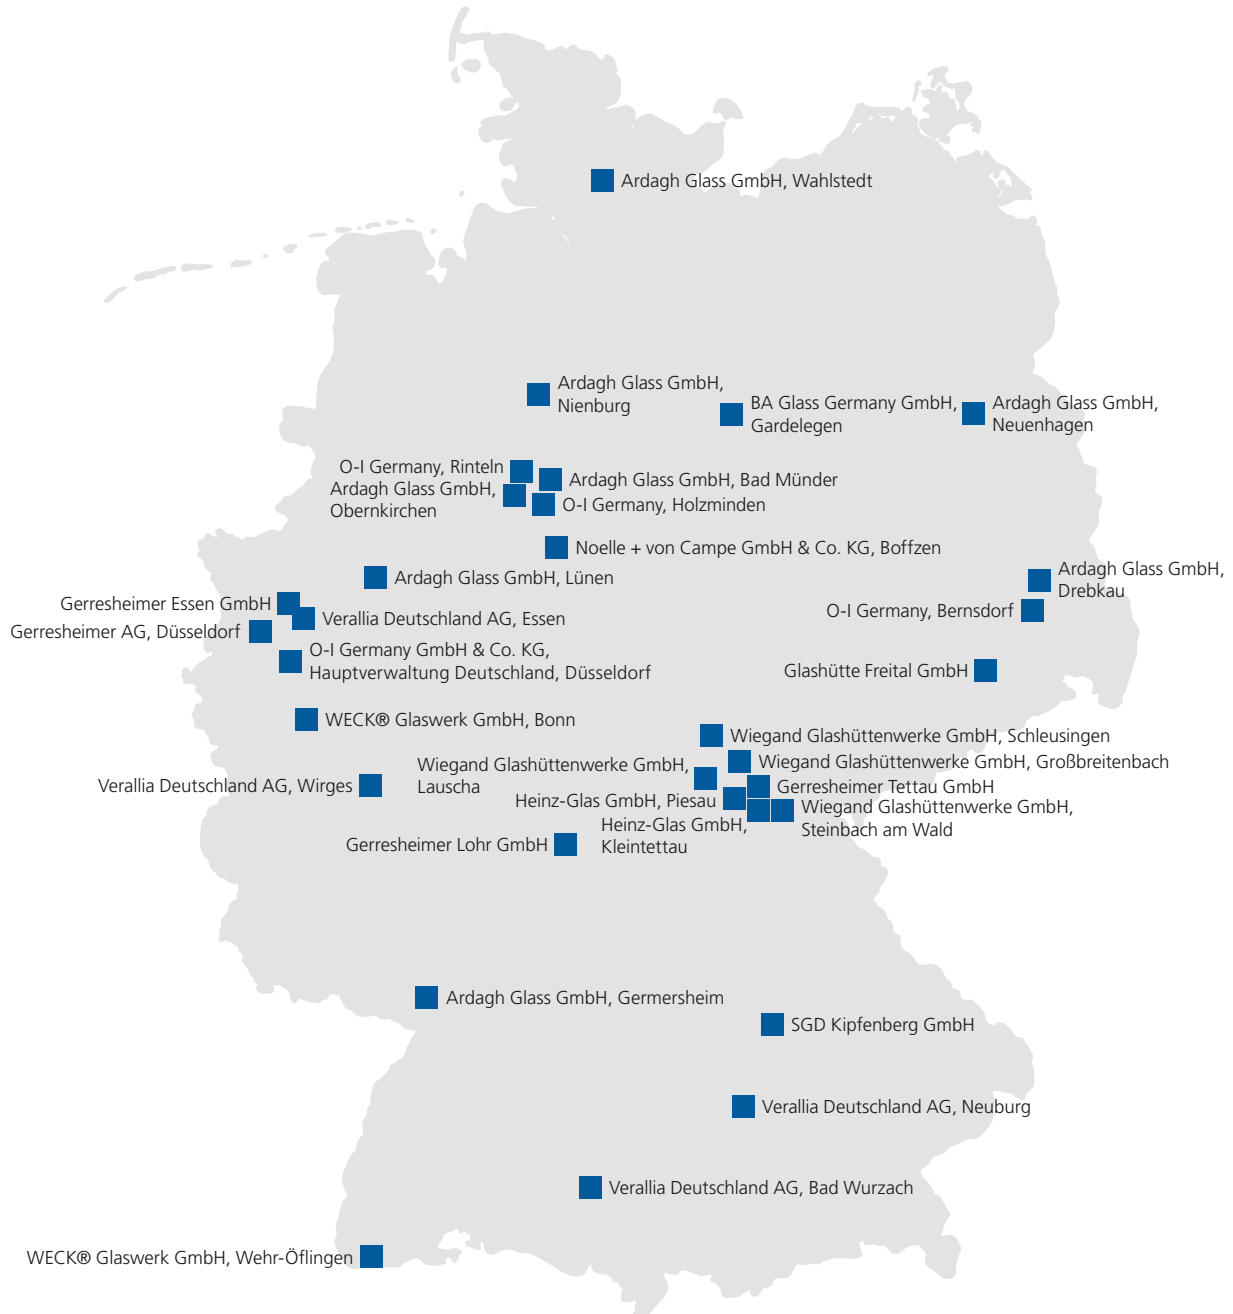 Ardagh Glass GmbH, Wahlstedt
Ardagh Glass GmbH,
Nienburg
BA Glass Germany GmbH,
Gardelegen
Ardagh Glass GmbH,
Neuenhagen
O-I Germany, Rinteln
Ardagh Glass GmbH,
Obernkirchen
Ardagh Glass GmbH, Bad Münder
O-I Germany, Holzminden
Noelle + von Campe GmbH & Co. KG, Boffzen
Ardagh Glass GmbH, Lünen
Ardagh Glass GmbH,
Drebkau
Gerresheimer Essen GmbH
Verallia Deutschland AG, Essen
O-I Germany, Bernsdorf
Gerresheimer AG, Düsseldorf
O-I Germany GmbH & Co. KG,
Hauptverwaltung Deutschland, Düsseldorf
Glashütte Freital GmbH
WECK® Glaswerk GmbH, Bonn
Wiegand Glashüttenwerke GmbH, Schleusingen
Wiegand Glashüttenwerke GmbH, Großbreitenbach
Wiegand Glashüttenwerke GmbH,
Lauscha
Verallia Deutschland AG, Wirges
Gerresheimer Tettau GmbH
Heinz-Glas GmbH, Piesau
Wiegand Glashüttenwerke GmbH,
Steinbach am Wald
Heinz-Glas GmbH,
Kleintettau
Gerresheimer Lohr GmbH
Ardagh Glass GmbH, Germersheim
SGD Kipfenberg GmbH
Verallia Deutschland AG, Neuburg
Verallia Deutschland AG, Bad Wurzach
WECK® Glaswerk GmbH, Wehr-Öflingen